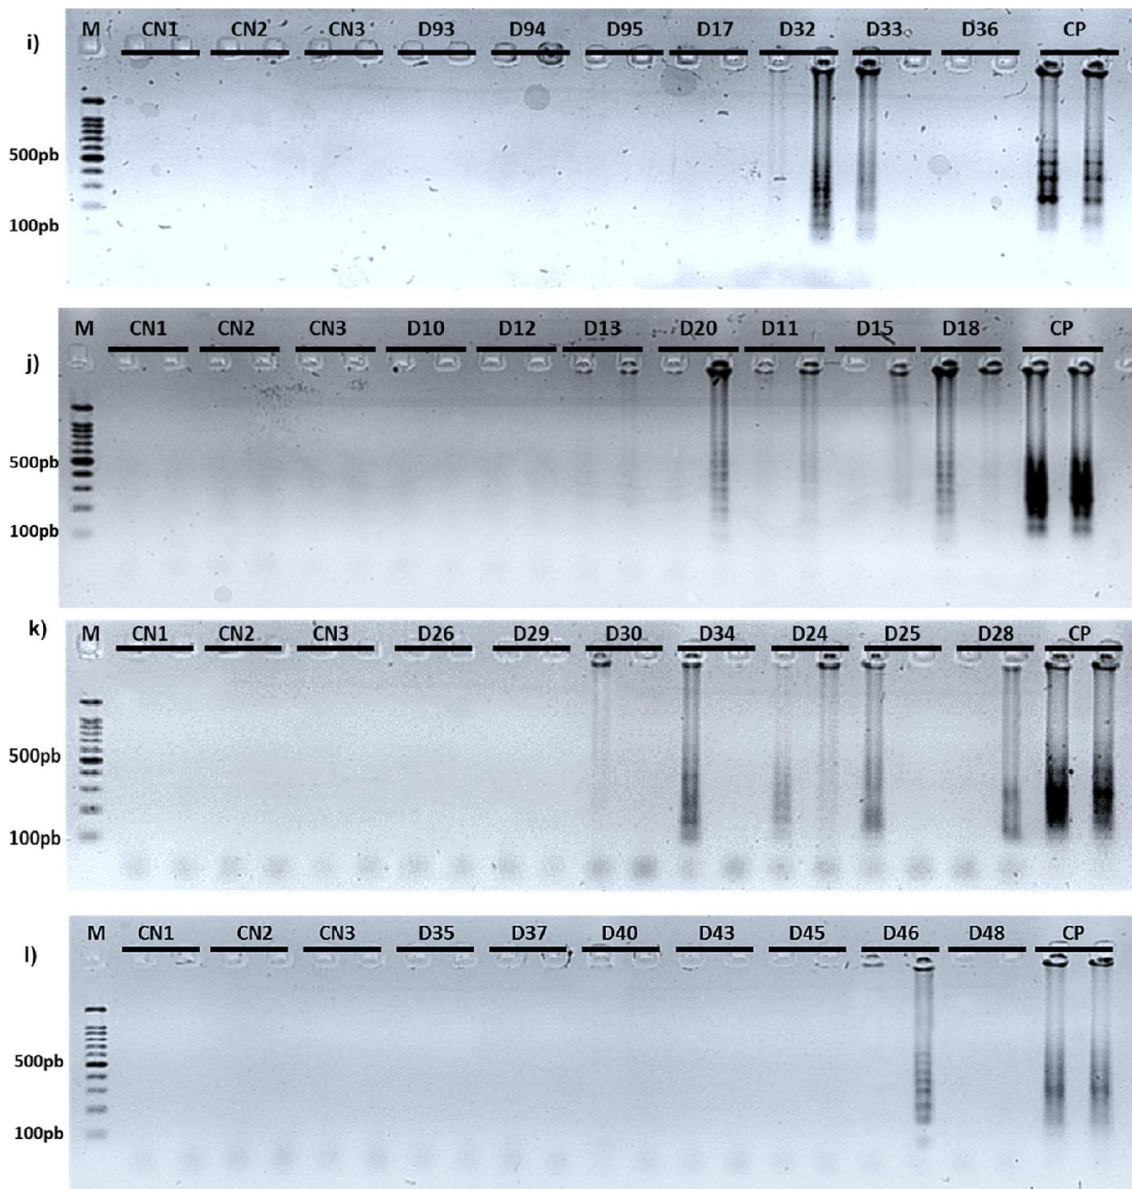 i) M CN1 CN2 CN3 D93 D94 D95 D17 D32 D33 D36 CP
500pb
100pb
j) M CN1 CN2 CN3 D10 D12 D13 D20 D11 D15 D18 CP
500pb
100pb
k) M CN1 CN2 CN3 D26 D29 D30 D34 D24 D25 D28 CP
500pb
100pb
l) M CN1 CN2 CN3 D35 D37 D40 D43 D45 D46 D48 CP
500pb
100pb